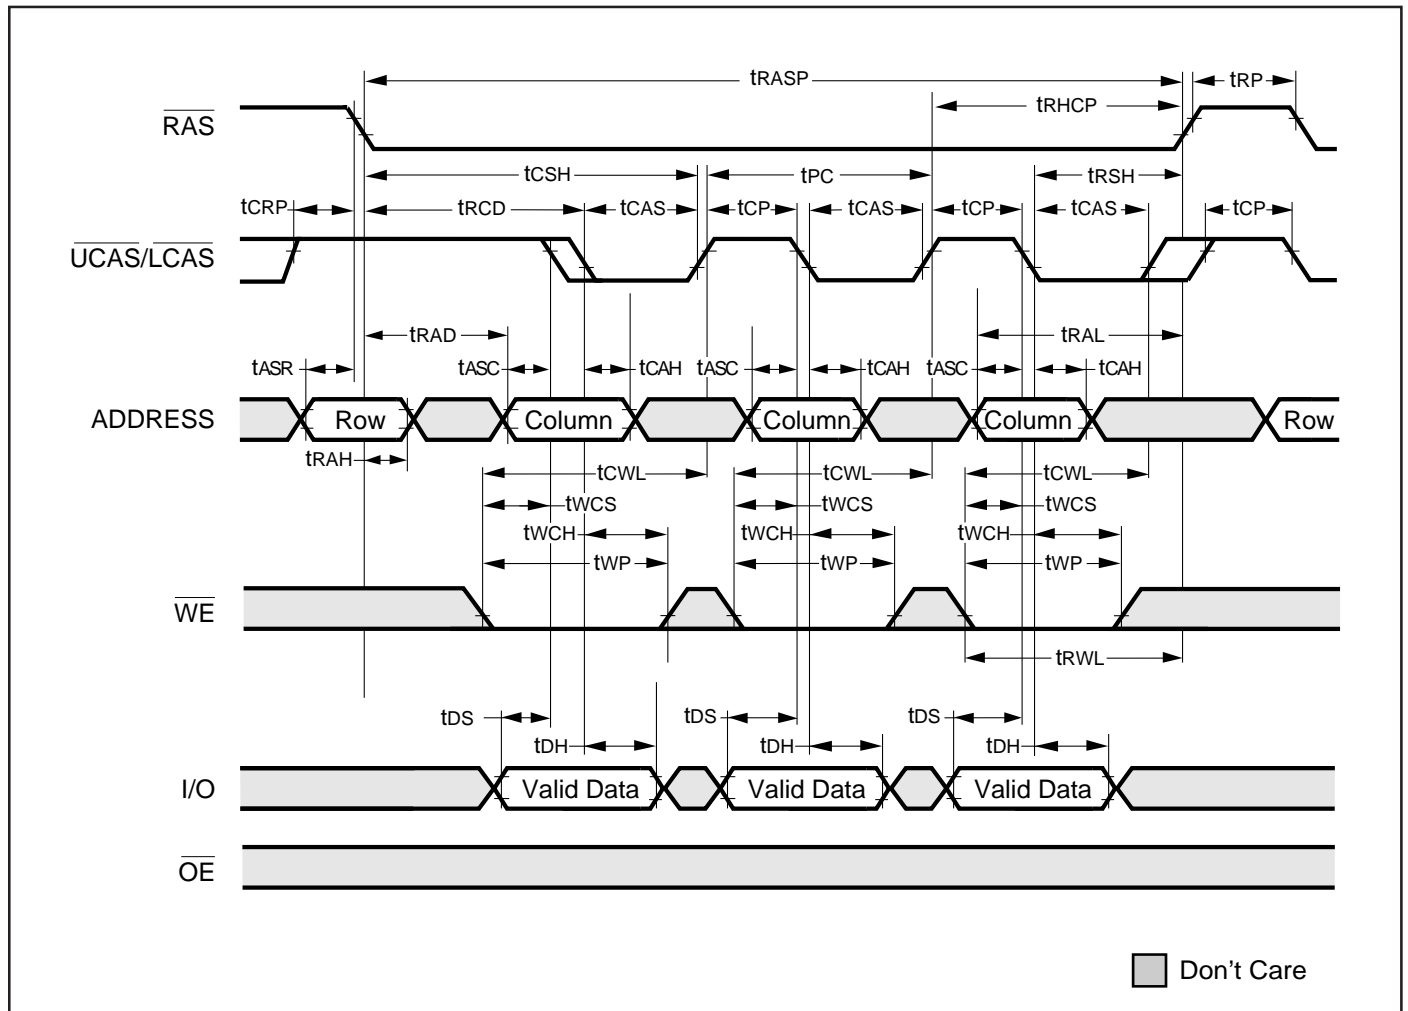 tRASP tRP
tRHCP
RAS
tCSH tPC tRSH
tCRP tRCD tCAS tCP tCAS tCP tCAS tCP
UCAS/LCAS
tRAD tRAL
tASR tASC tCAH tASC tCAH tASC tCAH
ADDRESS Row Column Column Column Row
tRAH tCWL tCWL tCWL
tWCS tWCS tWCS
tWCH tWCH tWCH
tWP tWP tWP
WE
tRWL
tDS tDS tDS
tDH tDH tDH
I/O Valid Data Valid Data Valid Data
OE
Don't Care